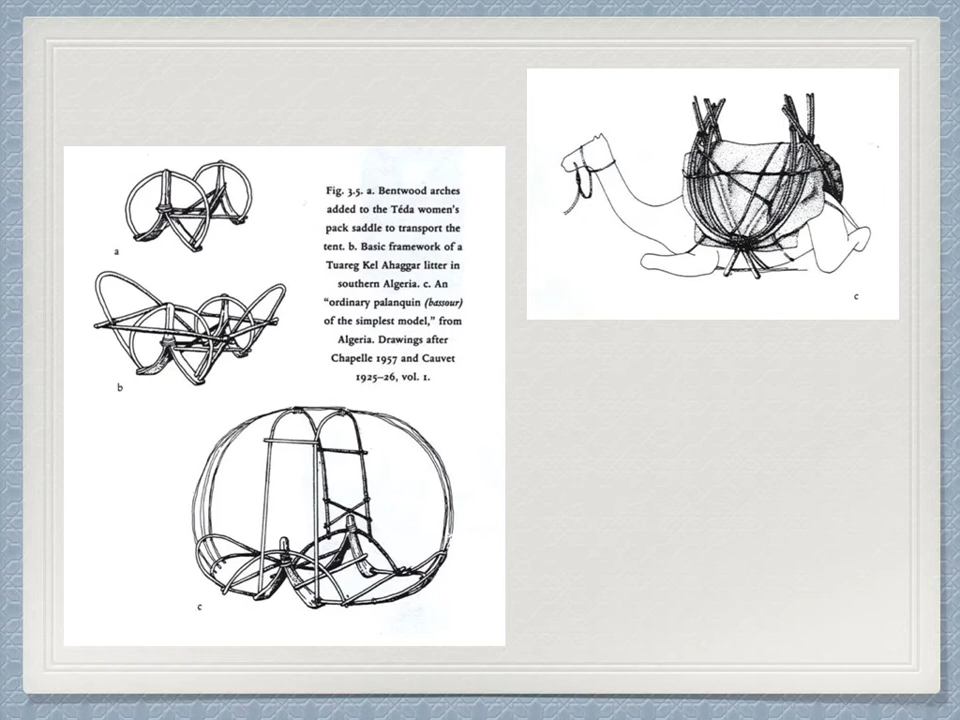 Fig. 3.5. a. Bentwood arches
added to the Téda women's
pack saddle to transport the
tent. b. Basic framework of a
Tuareg Kel Ahaggar litter in
southern Algeria. c. An
"ordinary palanquin (bassour)
of the simplest model," from
Algeria. Drawings after
Chapelle 1957 and Cauvet
1925–26, vol. 1.
a
b
c
c